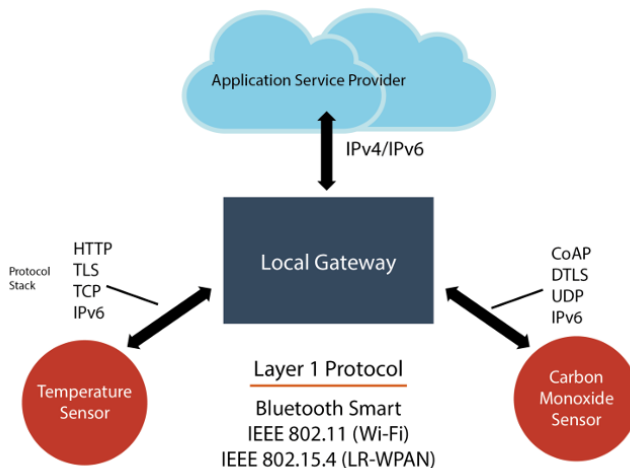 Application Service Provider
IPv4/IPv6
Local Gateway
Protocol
Stack
HTTP
TLS
TCP
IPv6
CoAP
DTLS
UDP
IPv6
Temperature
Sensor
Layer 1 Protocol
Bluetooth Smart
IEEE 802.11 (Wi-Fi)
IEEE 802.15.4 (LR-WPAN)
Carbon
Monoxide
Sensor